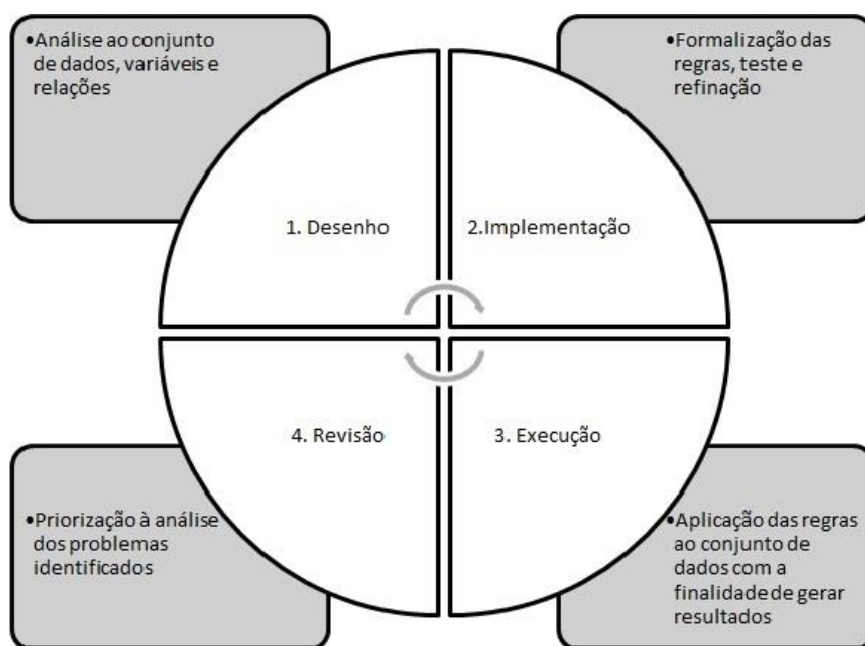 •Análise ao conjunto
de dados, variáveis e
relações
•Formalização das
regras, teste e
refinação
1. Desenho
2.Implementação
4. Revisão
3. Execução
•Priorização à análise
dos problemas
identificados
•Aplicação das regras
ao conjunto de
dados com a
finalidade de gerar
resultados